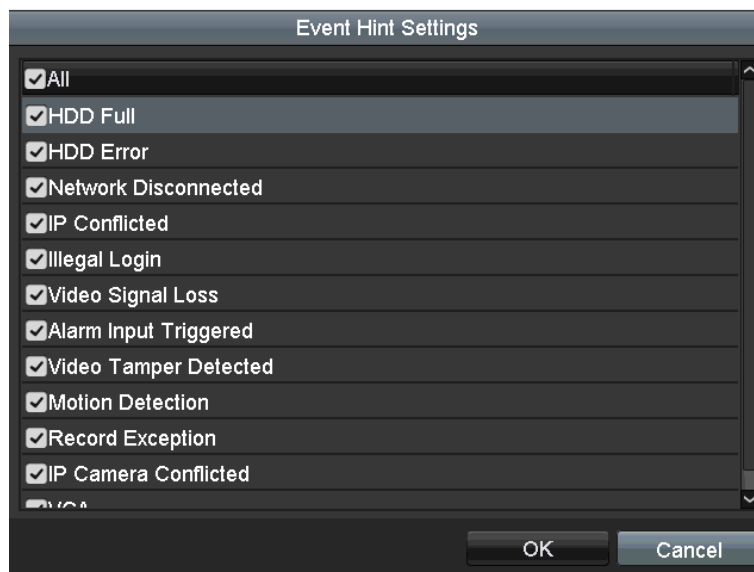 Event Hint Settings
All
HDD Full
HDD Error
Network Disconnected
IP Conflicted
Illegal Login
Video Signal Loss
Alarm Input Triggered
Video Tamper Detected
Motion Detection
Record Exception
IP Camera Conflicted
OK
Cancel